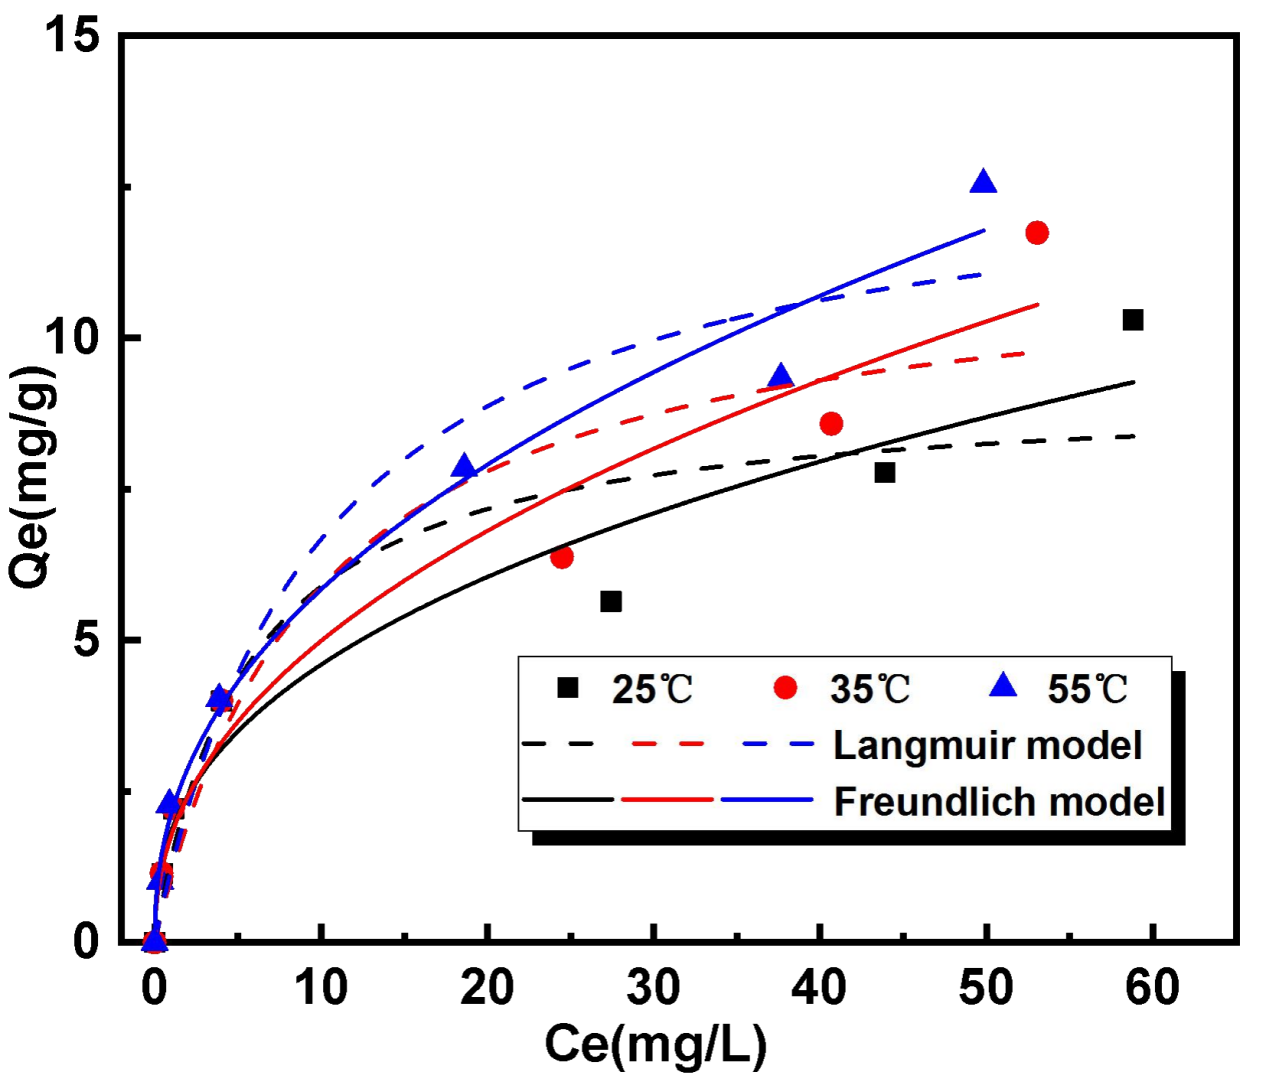 15
10
5
0
Qe(mg/g)
25℃ 35℃ 55℃
Langmuir model
Freundlich model
0 10 20 30 40 50 60
Ce(mg/L)